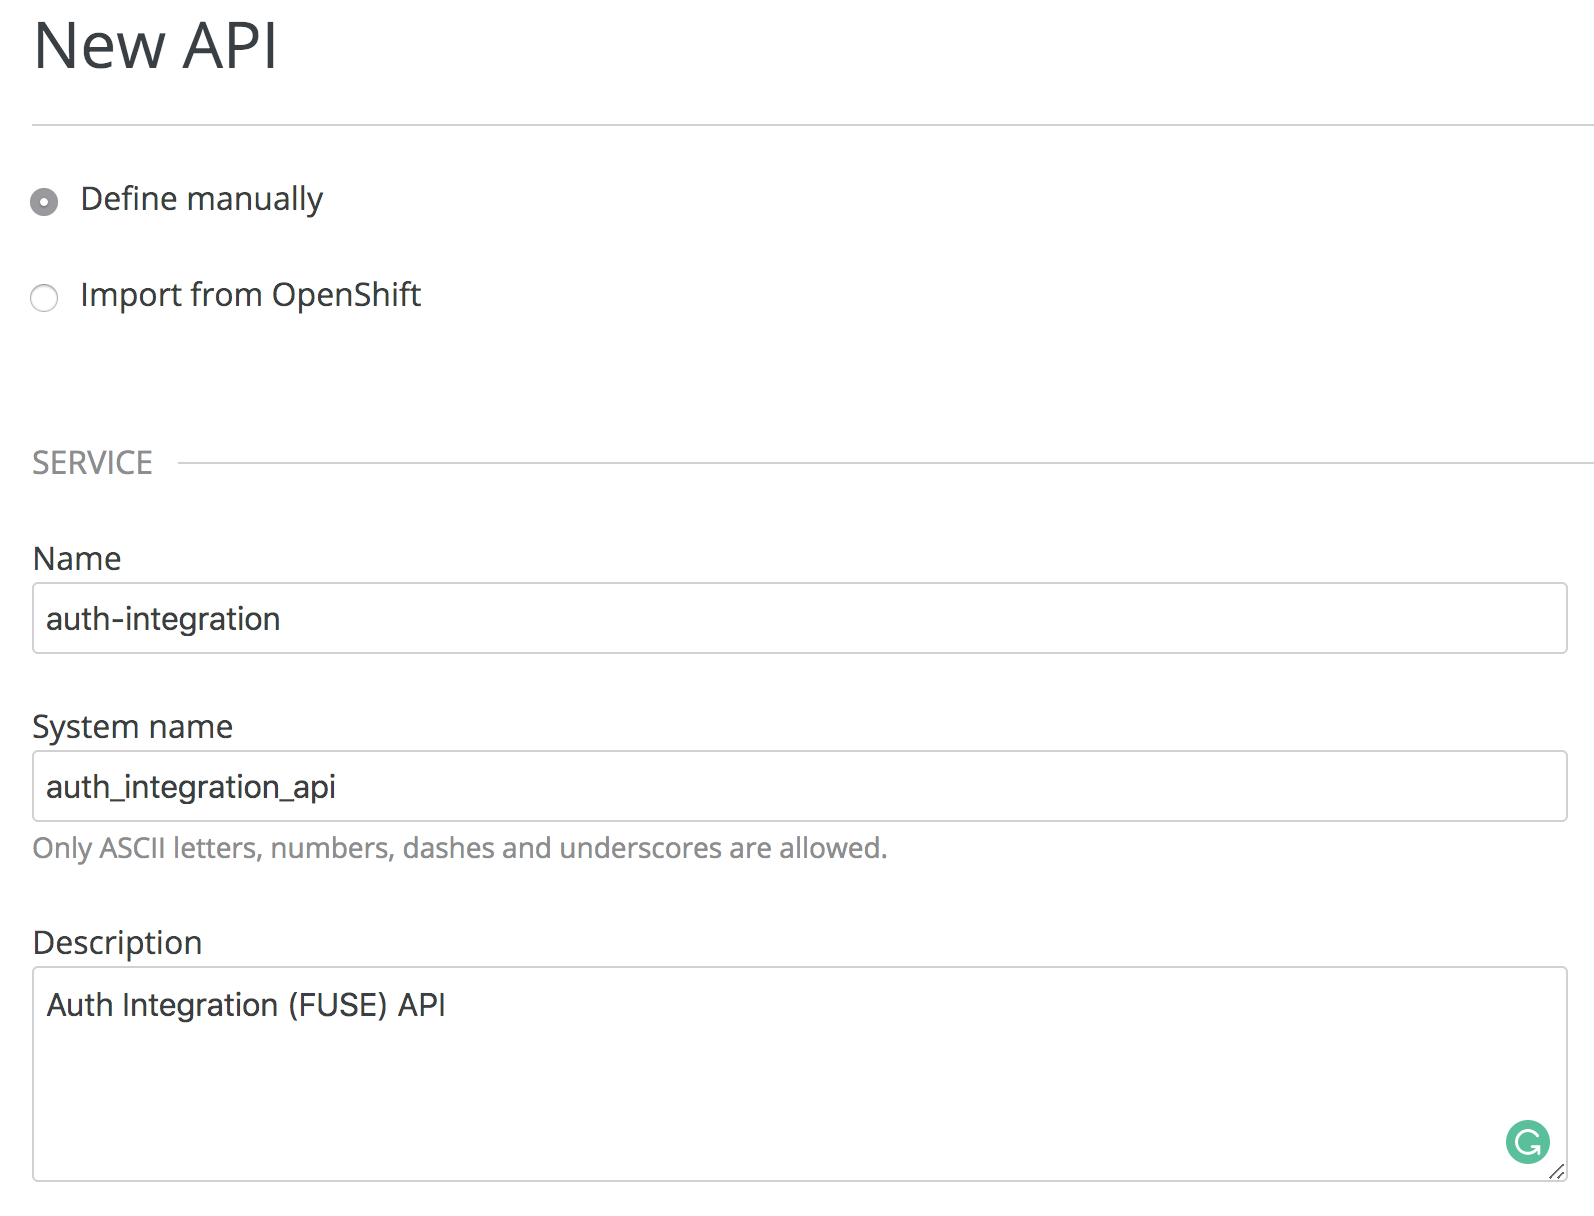 New API
Define manually
Import from OpenShift
SERVICE
Name
auth-integration
System name
auth_integration_api
Only ASCII letters, numbers, dashes and underscores are allowed.
Description
Auth Integration (FUSE) API